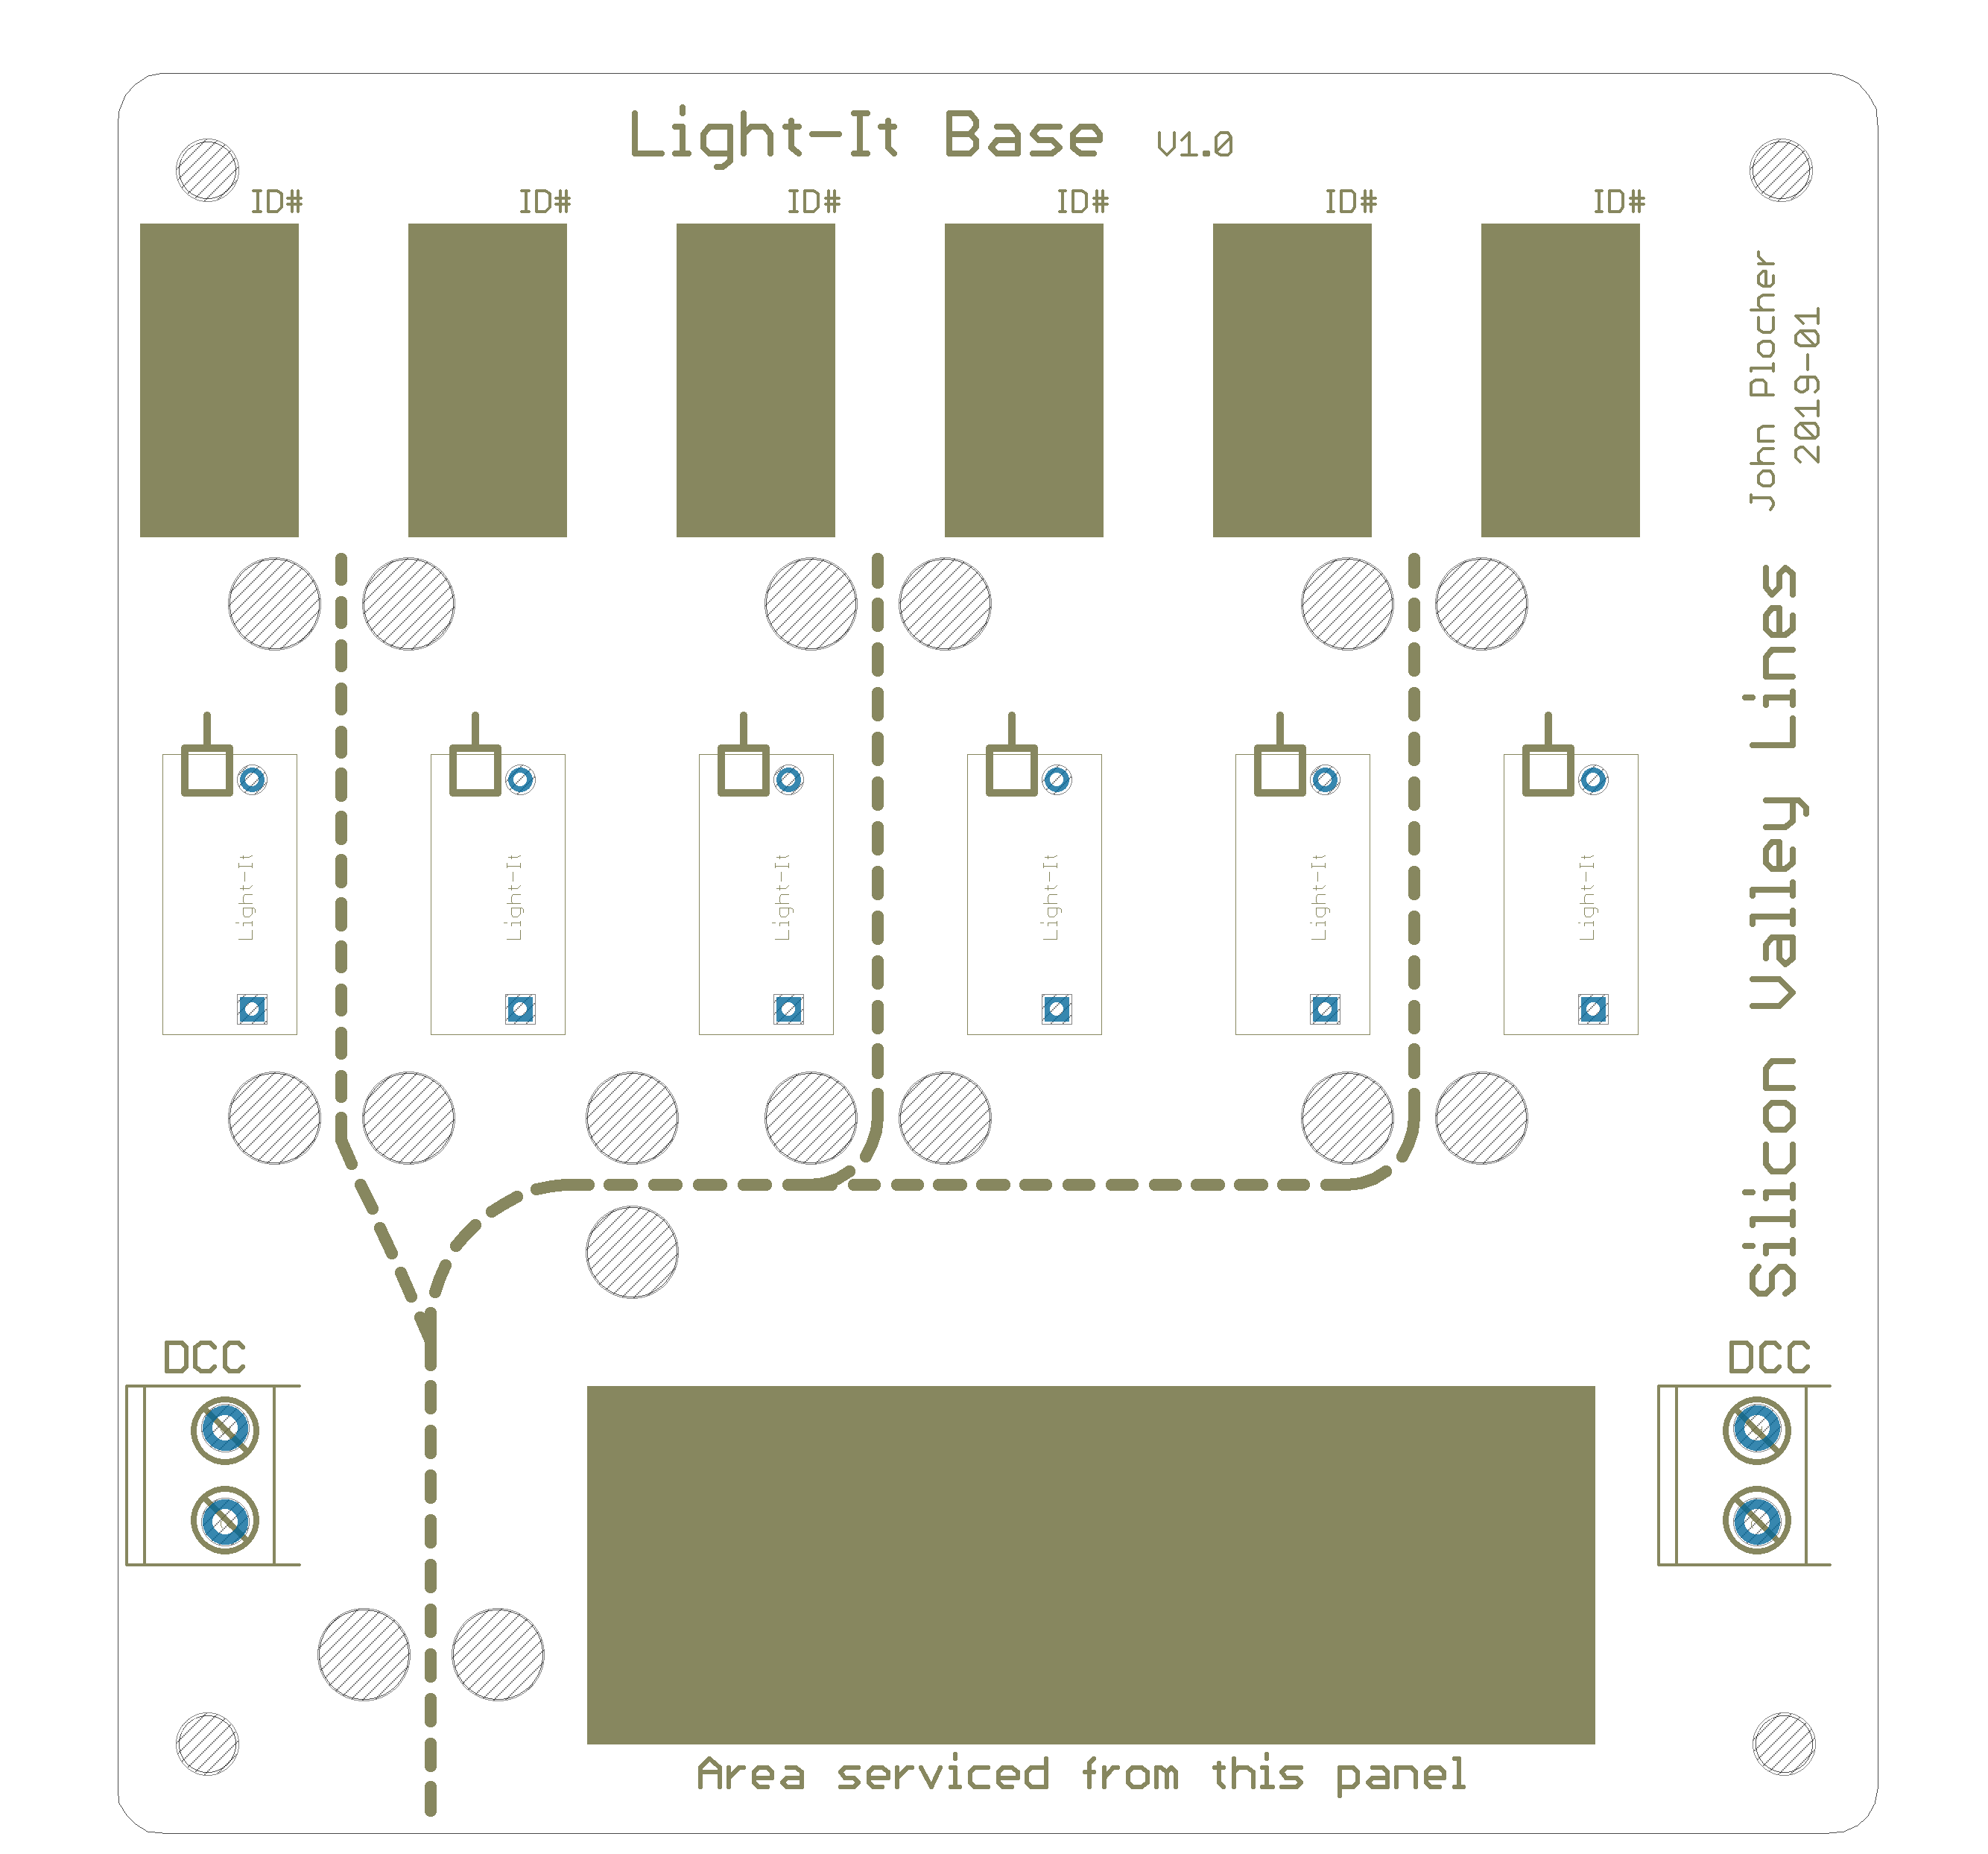 Light-It Base V1.0
ID# ID# ID# ID# ID# ID#
John Plocher
2019-01
Silicon Valley Lines
Light-It Light-It Light-It Light-It Light-It Light-It
DCC DCC
Area serviced from this panel